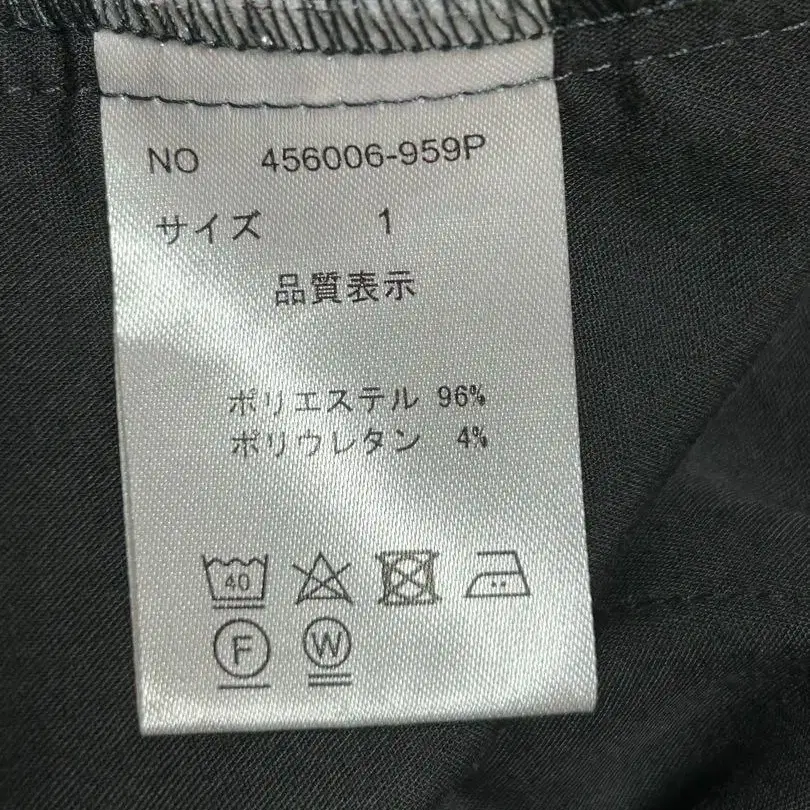 NO 456006-959P
サイズ 1
品質表示
ポリエステル 96%
ポリウレタン 4%
40
F W